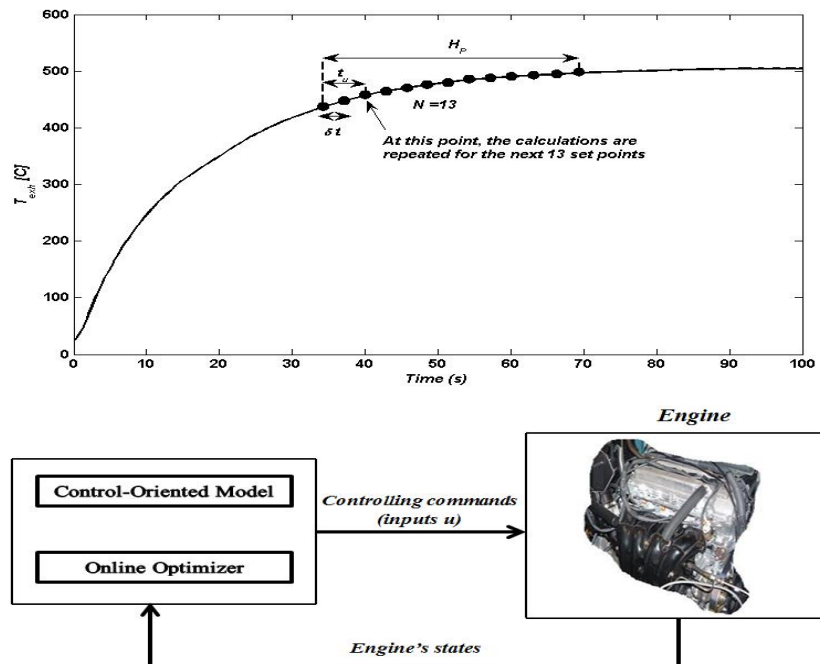 600
500
400
300
200
100
0
T_exh [C]
H_P
t_u
N =13
δt
At this point, the calculations are
repeated for the next 13 set points
0 10 20 30 40 50 60 70 80 90 100
Time (s)
Engine
Control-Oriented Model
Online Optimizer
Controlling commands
(inputs u)
Engine's states